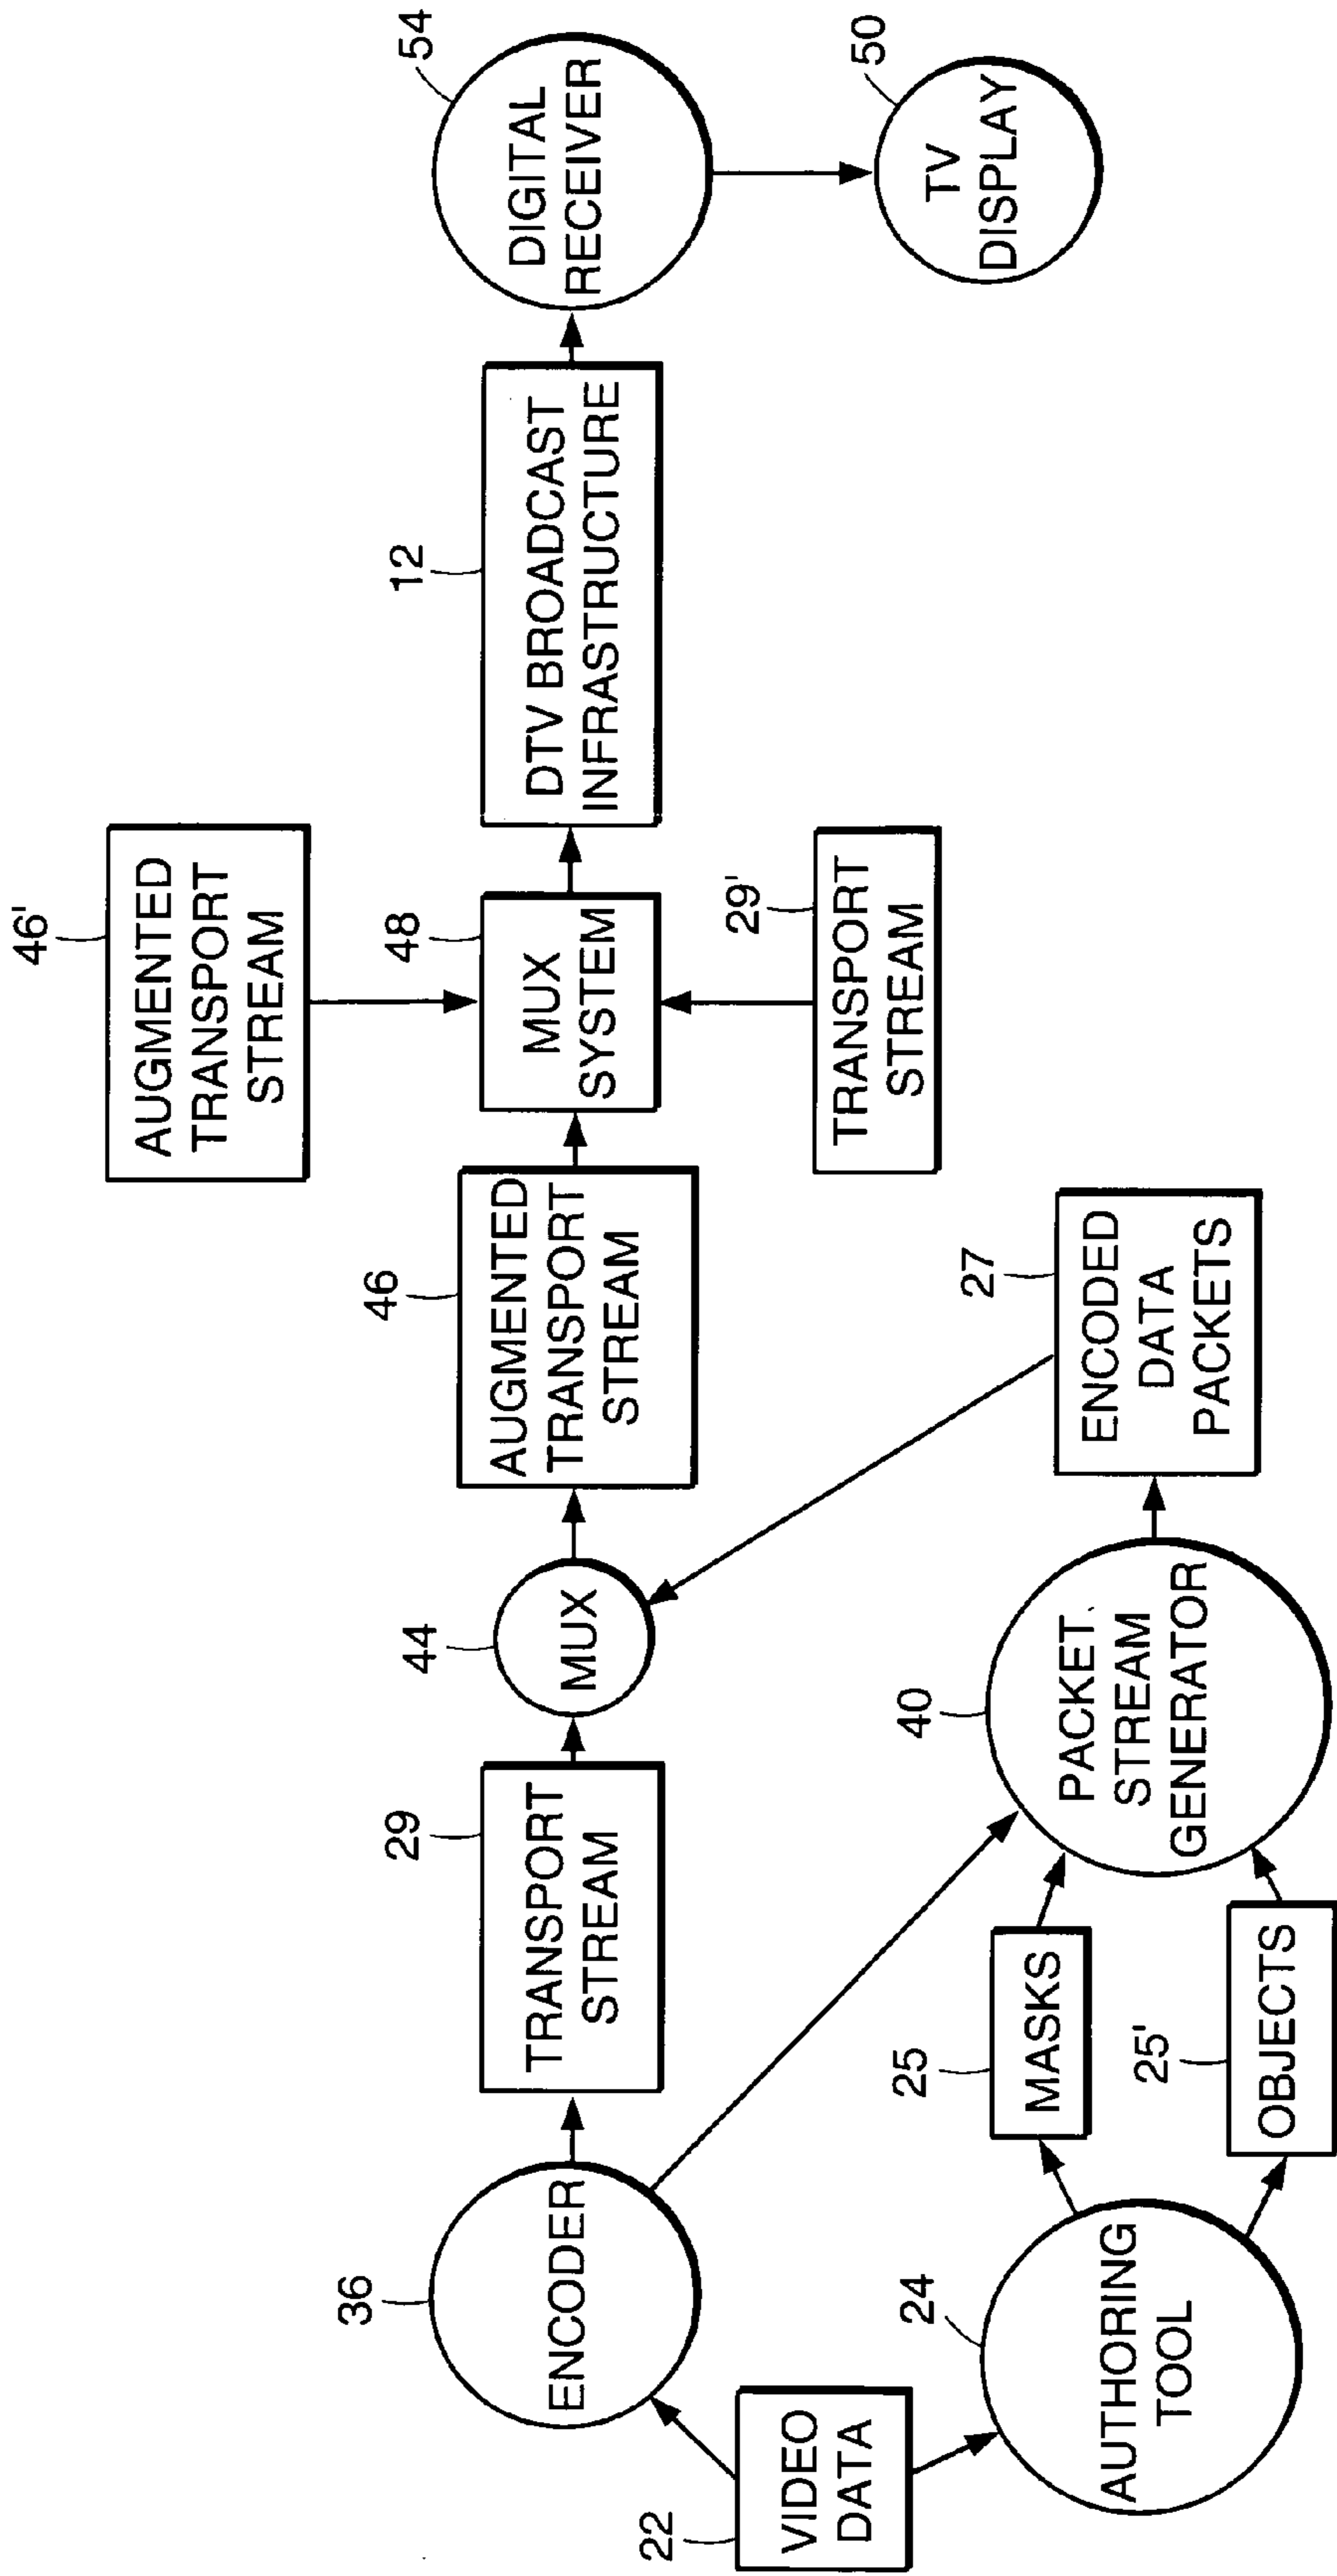 46'
AUGMENTED
TRANSPORT
STREAM
36
ENCODER
29
TRANSPORT
STREAM
44
MUX
46
AUGMENTED
TRANSPORT
STREAM
48
MUX
SYSTEM
12
DTV BROADCAST
INFRASTRUCTURE
54
DIGITAL
RECEIVER
22
VIDEO
DATA
29'
TRANSPORT
STREAM
50
TV
DISPLAY
24
AUTHORING
TOOL
25
MASKS
25'
OBJECTS
40
PACKET
STREAM
GENERATOR
27
ENCODED
DATA
PACKETS